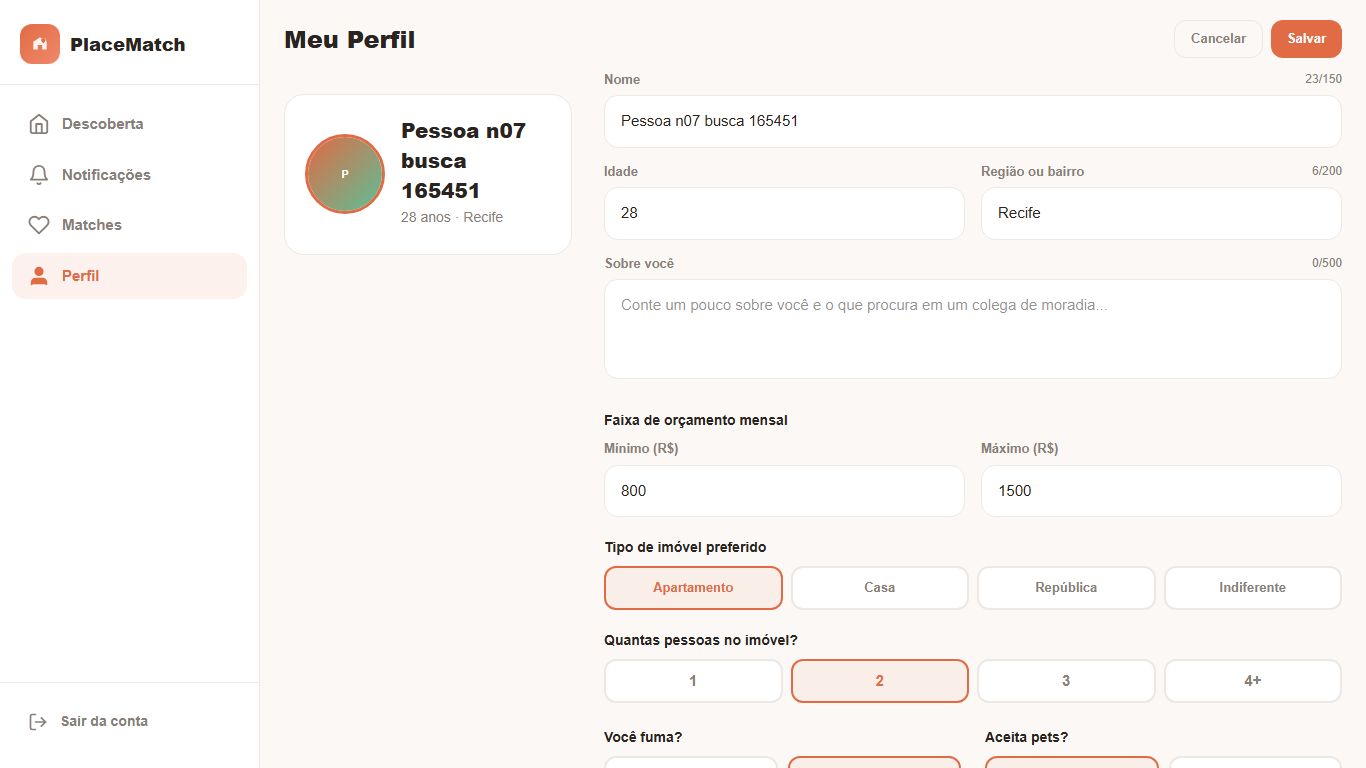 PlaceMatch
Descoberta
Notificações
Matches
Perfil
Sair da conta
Meu Perfil
Cancelar
Salvar
P
Pessoa n07
busca
165451
28 anos · Recife
Nome
23/150
Pessoa n07 busca 165451
Idade
Região ou bairro
6/200
28
Recife
Sobre você
0/500
Conte um pouco sobre você e o que procura em um colega de moradia...
Faixa de orçamento mensal
Mínimo (R$)
Máximo (R$)
800
1500
Tipo de imóvel preferido
Apartamento
Casa
República
Indiferente
Quantas pessoas no imóvel?
1
2
3
4+
Você fuma?
Aceita pets?